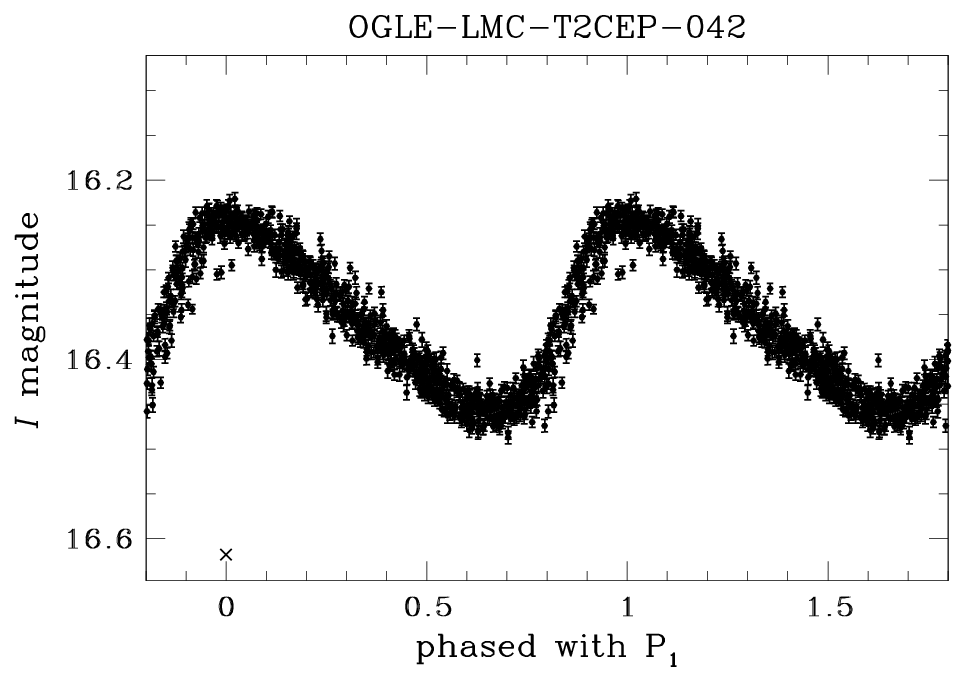 OGLE-LMC-T2CEP-042
I magnitude
16.2
16.4
16.6
0 0.5 1 1.5
phased with P₁